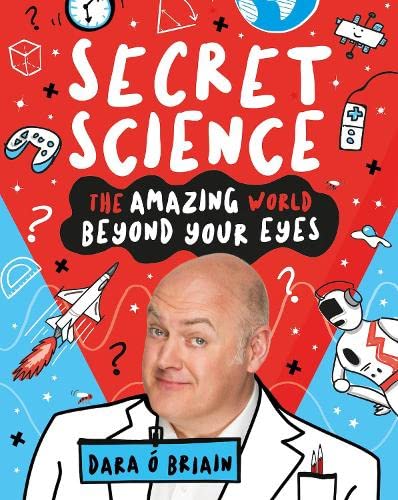 SECRET
SCIENCE
THE AMAZING WORLD
BEYOND YOUR EYES
DARA Ó BRIAIN